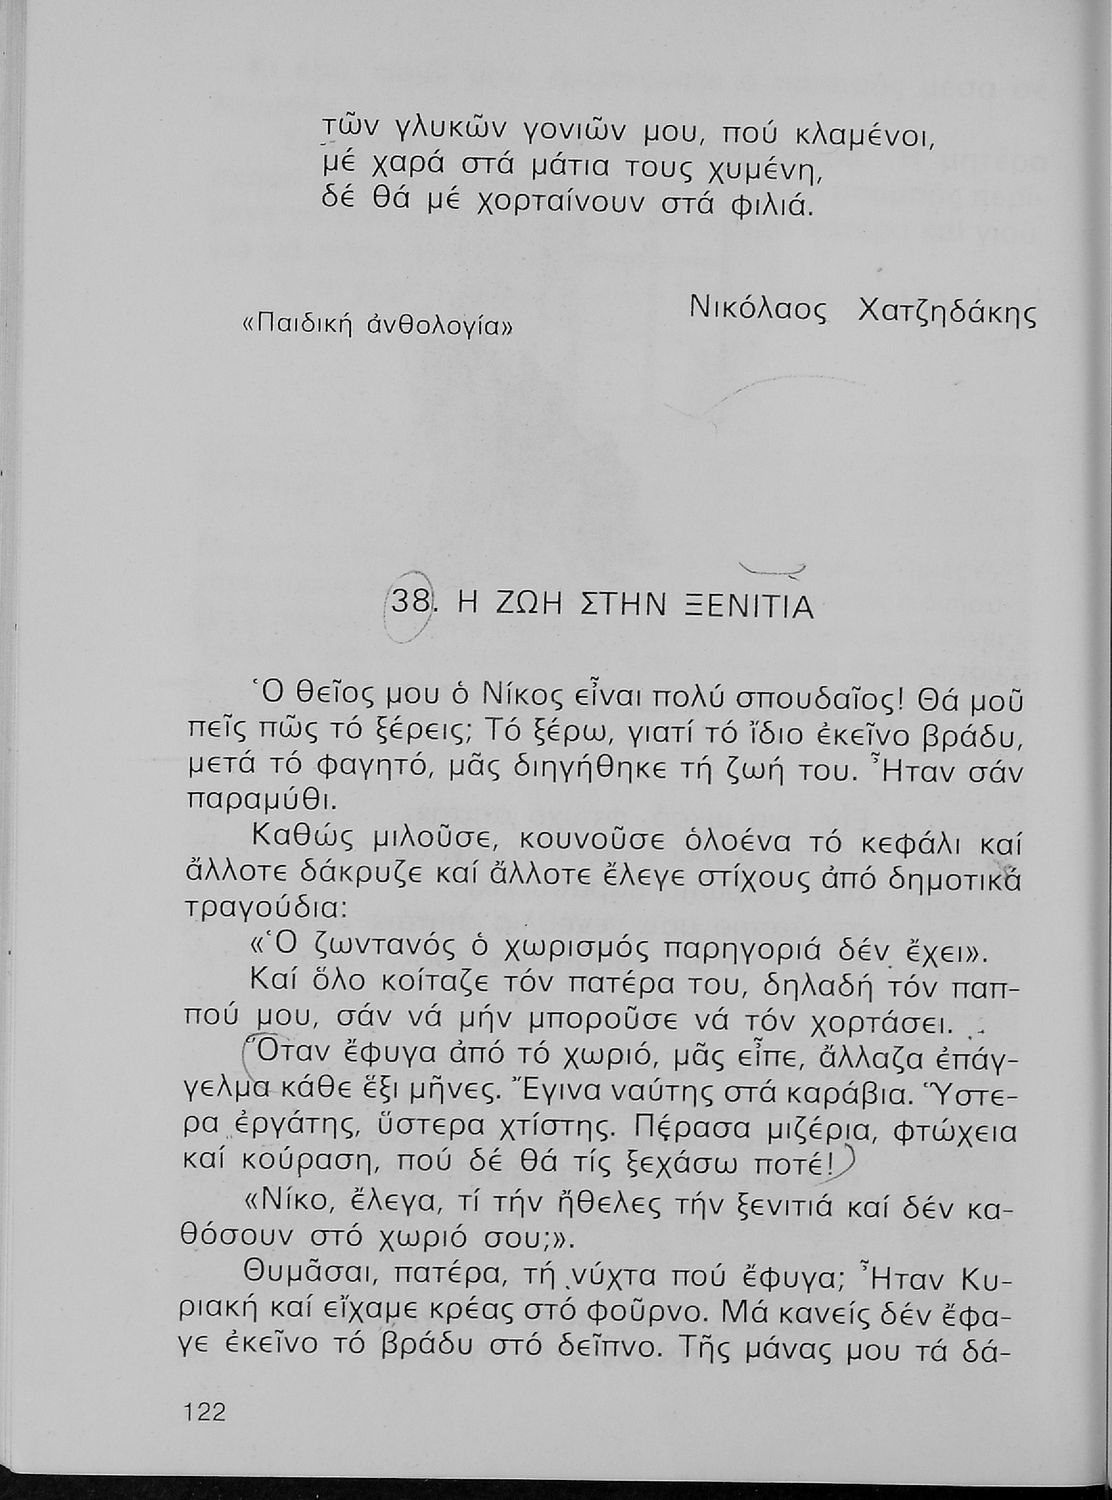 τῶν γλυκῶν γονιῶν μου, πού κλαμένοι,
μέ χαρά στά μάτια τους χυμένη,
δέ θά μέ χορταίνουν στά φιλιά.
Νικόλαος Χατζηδάκης
«Παιδική ἀνθολογία»
38. Η ΖΩΗ ΣΤΗΝ ΞΕΝΙΤΙΑ
Ὁ θεῖος μου ὁ Νίκος εἶναι πολύ σπουδαῖος! Θά μοῦ
πεῖς πῶς τό ξέρεις; Τό ξέρω, γιατί τό ἴδιο ἐκεῖνο βράδυ,
μετά τό φαγητό, μᾶς διηγήθηκε τή ζωή του. Ἦταν σάν
παραμύθι.
Καθώς μιλοῦσε, κουνοῦσε ὁλοένα τό κεφάλι καί
ἄλλοτε δάκρυζε καί ἄλλοτε ἔλεγε στίχους ἀπό δημοτικά
τραγούδια:
«Ὁ ζωντανός ὁ χωρισμός παρηγοριά δέν ἔχει».
Καί ὅλο κοίταζε τόν πατέρα του, δηλαδή τόν παπ-
πού μου, σάν νά μήν μποροῦσε νά τόν χορτάσει.
Ὅταν ἔφυγα ἀπό τό χωριό, μᾶς εἶπε, ἄλλαζα ἐπάγ-
γελμα κάθε ἕξι μῆνες. Ἔγινα ναύτης στά καράβια. Ὕστε-
ρα ἐργάτης, ὕστερα χτίστης. Πέρασα μιζέρια, φτώχεια
καί κούραση, πού δέ θά τίς ξεχάσω ποτέ!
«Νίκο, ἔλεγα, τί τήν ἤθελες τήν ξενιτιά καί δέν κα-
θόσουν στό χωριό σου;».
Θυμᾶσαι, πατέρα, τή νύχτα πού ἔφυγα; Ἦταν Κυ-
ριακή καί εἴχαμε κρέας στό φοῦρνο. Μά κανείς δέν ἔφα-
γε ἐκεῖνο τό βράδυ στό δεῖπνο. Τῆς μάνας μου τά δά-
122